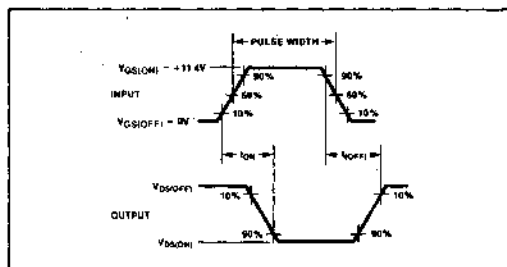 PULSE WIDTH
VGS(ON) = +11.4V
90%
90%
INPUT
50%
50%
10%
10%
VGS(OFF) = 0V
tON
t(OFF)
VDS(OFF)
10%
10%
OUTPUT
90%
90%
VDS(ON)